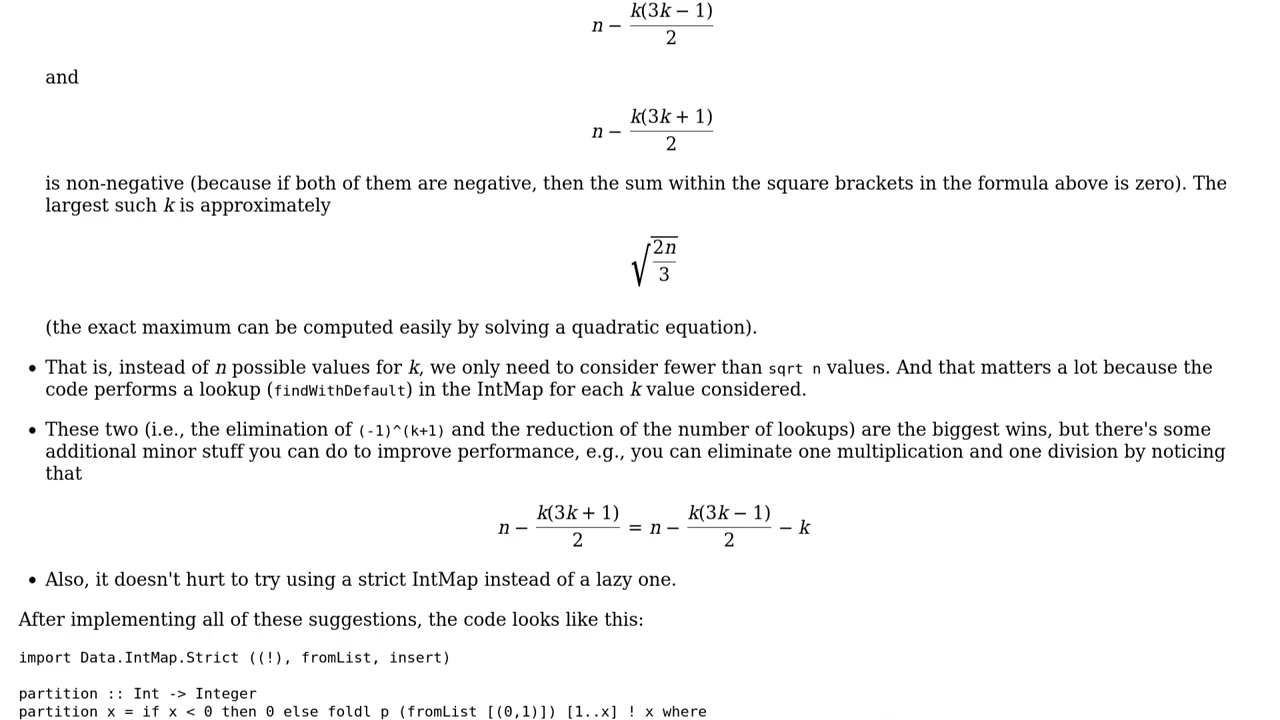 n − k(3k − 1)
2
and
n − k(3k + 1)
2
is non-negative (because if both of them are negative, then the sum within the square brackets in the formula above is zero). The
largest such k is approximately
√2n
3
(the exact maximum can be computed easily by solving a quadratic equation).
• That is, instead of n possible values for k, we only need to consider fewer than sqrt n values. And that matters a lot because the
code performs a lookup (findWithDefault) in the IntMap for each k value considered.
• These two (i.e., the elimination of (-1)^(k+1) and the reduction of the number of lookups) are the biggest wins, but there's some
additional minor stuff you can do to improve performance, e.g., you can eliminate one multiplication and one division by noticing
that
n − k(3k + 1) = n − k(3k − 1) − k
2 2
• Also, it doesn't hurt to try using a strict IntMap instead of a lazy one.
After implementing all of these suggestions, the code looks like this:
import Data.IntMap.Strict ((!), fromList, insert)
partition :: Int -> Integer
partition x = if x < 0 then 0 else foldl p (fromList [(0,1)]) [1..x] ! x where